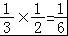 1/3 × 1/2 = 1/6